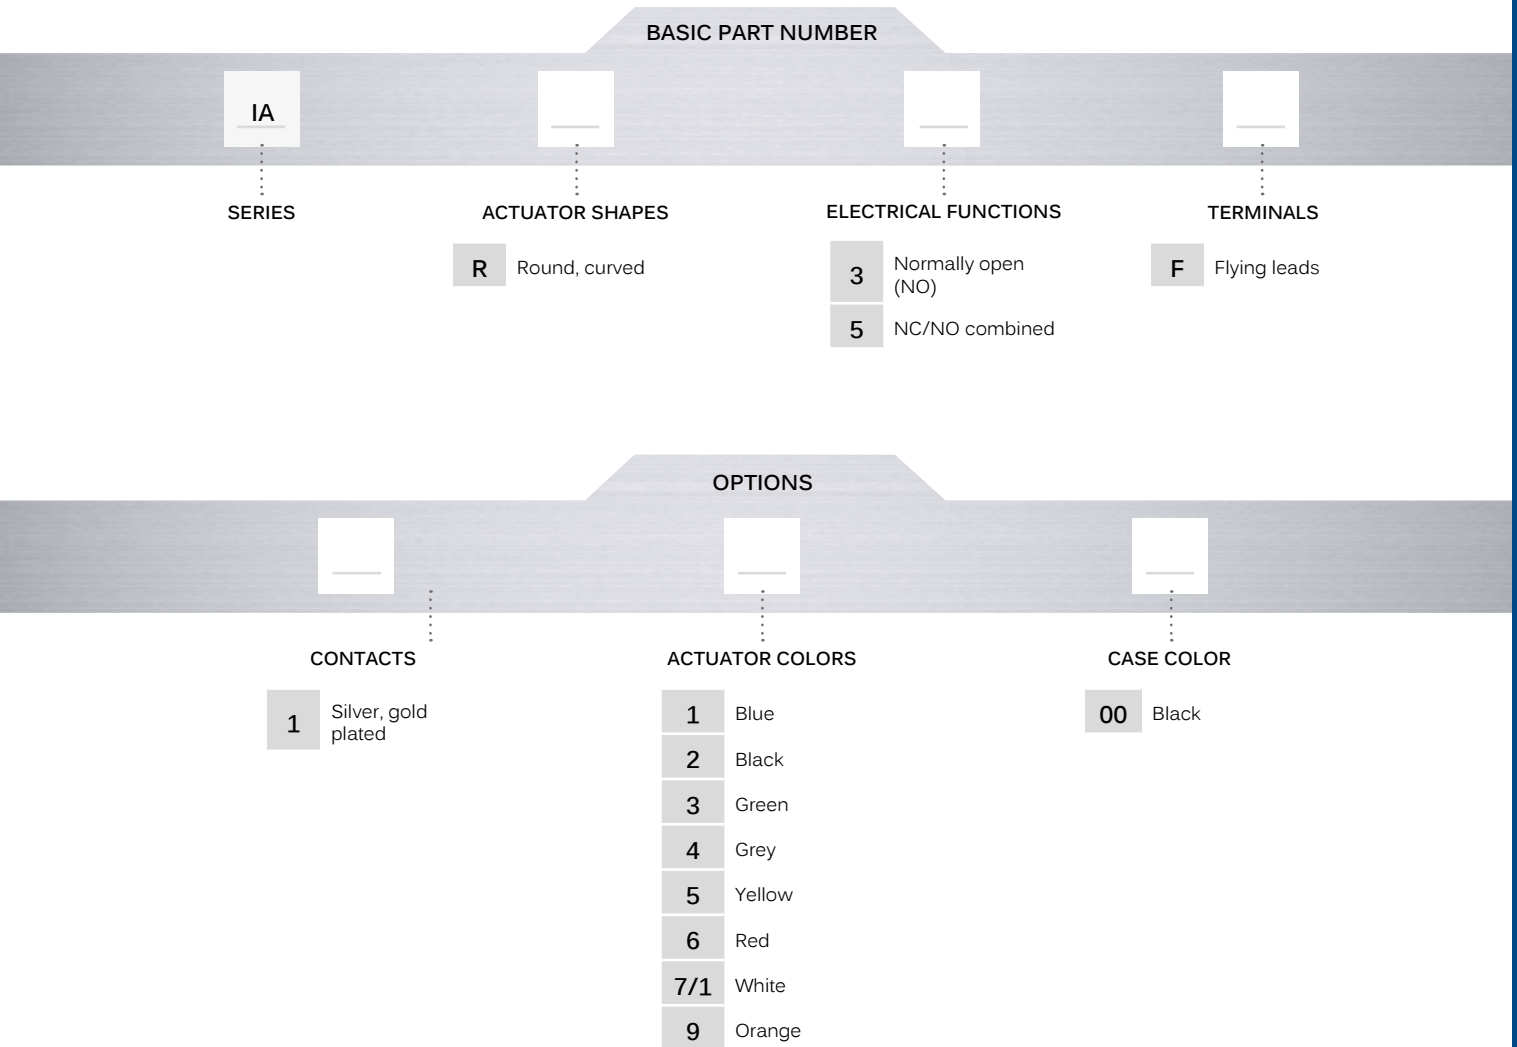 BASIC PART NUMBER
IA
SERIES
ACTUATOR SHAPES
R Round, curved
ELECTRICAL FUNCTIONS
3 Normally open
(NO)
5 NC/NO combined
TERMINALS
F Flying leads
OPTIONS
CONTACTS
1 Silver, gold
plated
ACTUATOR COLORS
1 Blue
2 Black
3 Green
4 Grey
5 Yellow
6 Red
7/1 White
9 Orange
CASE COLOR
00 Black